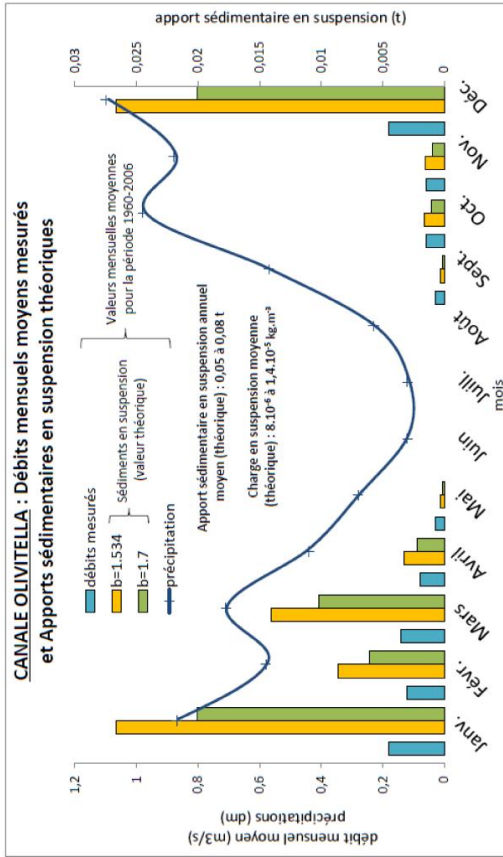 CANALE OLIVITELLA : Débits mensuels moyens mesurés
et Apports sédimentaires en suspension théoriques
débits mesurés
b=1.534
b=1.7
Sédiments en suspension
(valeur théorique)
précipitation
Valeurs mensuelles moyennes
pour la période 1960-2006
Apport sédimentaire en suspension annuel
moyen (théorique) : 0,05 à 0,08 t
Charge en suspension moyenne
(théorique) : 8.10⁻⁶ à 1,4.10⁻⁵ kg.m⁻³
débit mensuel moyen (m3/s)
précipitations (dm)
1,2
1
0,8
0,6
0,4
0,2
0
apport sédimentaire en suspension (t)
0,03
0,025
0,02
0,015
0,01
0,005
0
Janv.
Févr.
Mars
Avril
Mai
Juin
Juill.
Août
Sept.
Oct.
Nov.
Déc.
mois